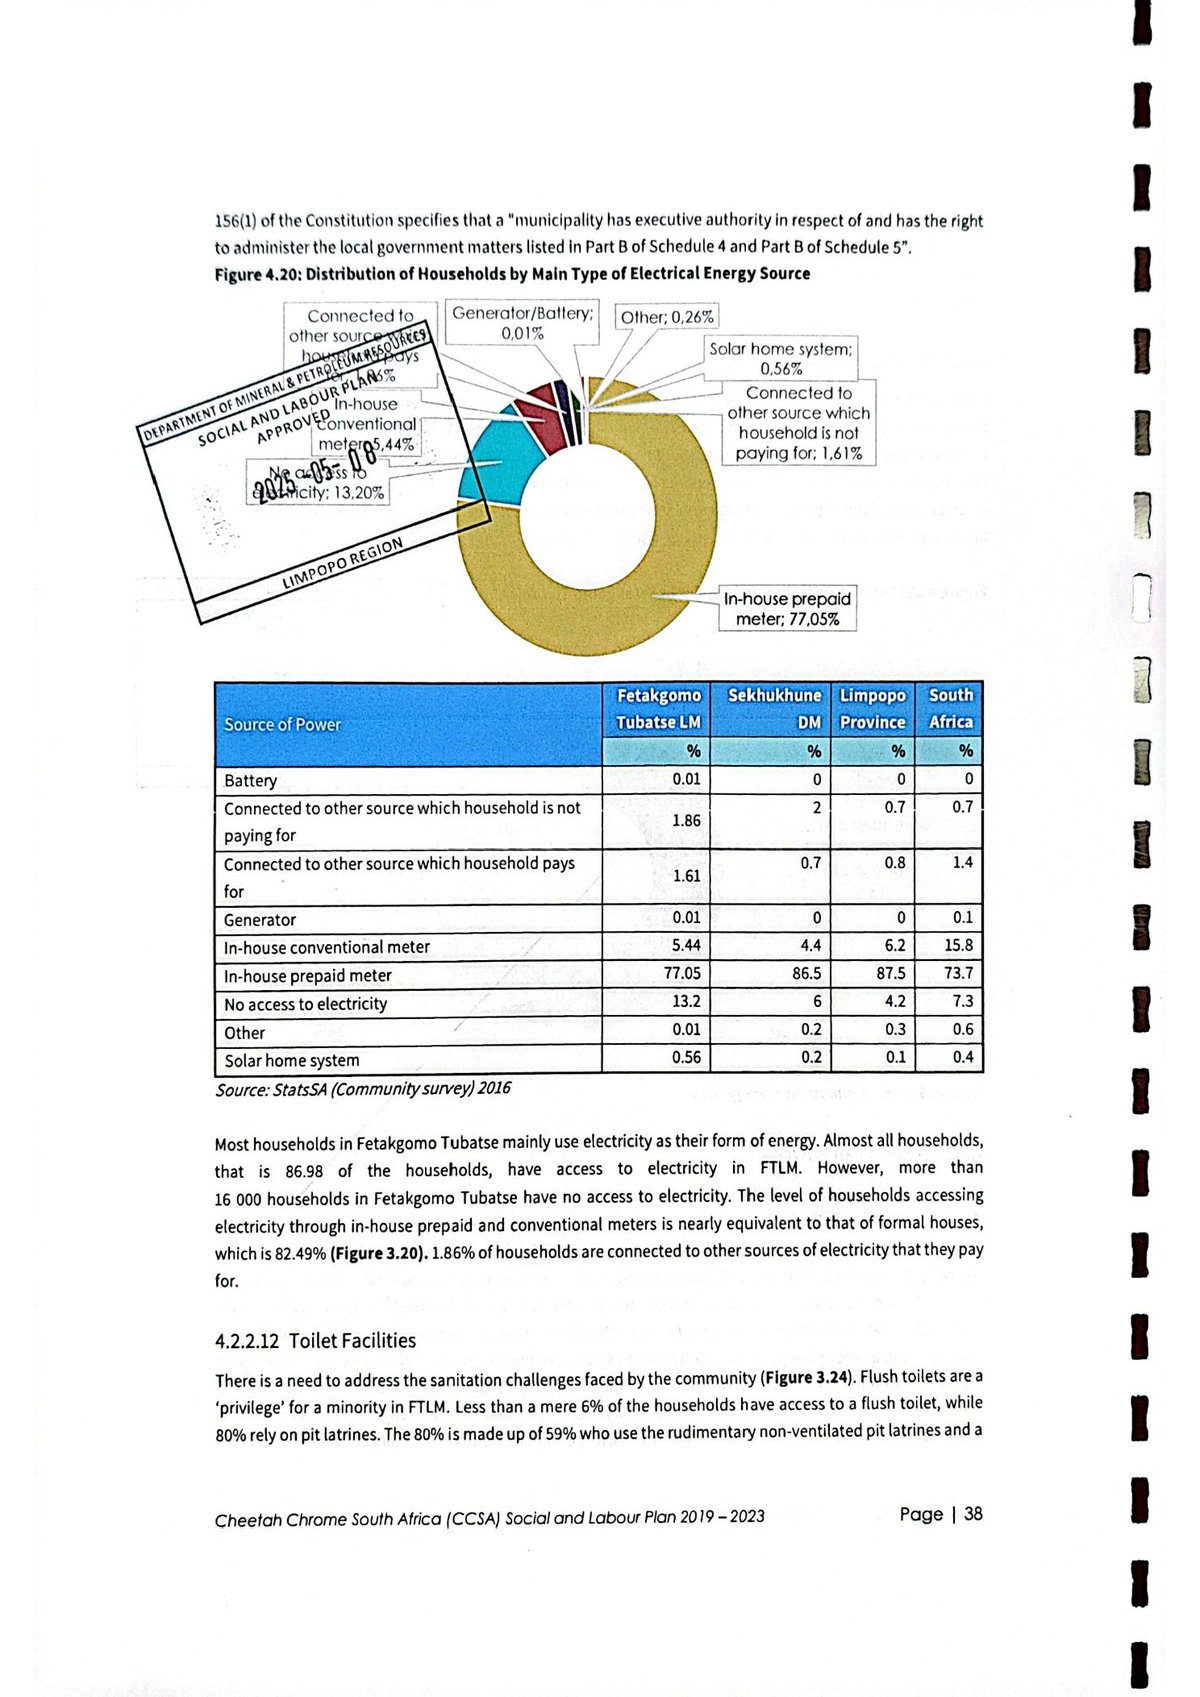 156(1) of the Constitution specifies that a "municipality has executive authority in respect of and has the right
to administer the local government matters listed in Part B of Schedule 4 and Part B of Schedule 5".
Figure 4.20: Distribution of Households by Main Type of Electrical Energy Source
Connected to
other source
pays
Generator/Battery;
0,01%
Other; 0,26%
Solar home system;
0,56%
Connected to
other source which
household is not
paying for; 1,61%
In-house
Conventional
meter; 5,44%
No access to
electricity; 13,20%
In-house prepaid
meter; 77,05%
DEPARTMENT OF MINERAL & PETROLEUM RESOURCES
SOCIAL AND LABOUR PLAN
APPROVED
2025 -05- 08
LIMPOPO REGION
Source of Power Fetakgomo Tubatse LM Sekhukhune DM Limpopo Province South Africa
% % % %
Battery 0.01 0 0 0
Connected to other source which household is not
paying for 1.86 2 0.7 0.7
Connected to other source which household pays
for 1.61 0.7 0.8 1.4
Generator 0.01 0 0 0.1
In-house conventional meter 5.44 4.4 6.2 15.8
In-house prepaid meter 77.05 86.5 87.5 73.7
No access to electricity 13.2 6 4.2 7.3
Other 0.01 0.2 0.3 0.6
Solar home system 0.56 0.2 0.1 0.4
Source: StatsSA (Community survey) 2016
Most households in Fetakgomo Tubatse mainly use electricity as their form of energy. Almost all households,
that is 86.98 of the households, have access to electricity in FTLM. However, more than
16 000 households in Fetakgomo Tubatse have no access to electricity. The level of households accessing
electricity through in-house prepaid and conventional meters is nearly equivalent to that of formal houses,
which is 82.49% (Figure 3.20). 1.86% of households are connected to other sources of electricity that they pay
for.
4.2.2.12 Toilet Facilities
There is a need to address the sanitation challenges faced by the community (Figure 3.24). Flush toilets are a
‘privilege’ for a minority in FTLM. Less than a mere 6% of the households have access to a flush toilet, while
80% rely on pit latrines. The 80% is made up of 59% who use the rudimentary non-ventilated pit latrines and a
Cheetah Chrome South Africa (CCSA) Social and Labour Plan 2019 – 2023
Page | 38